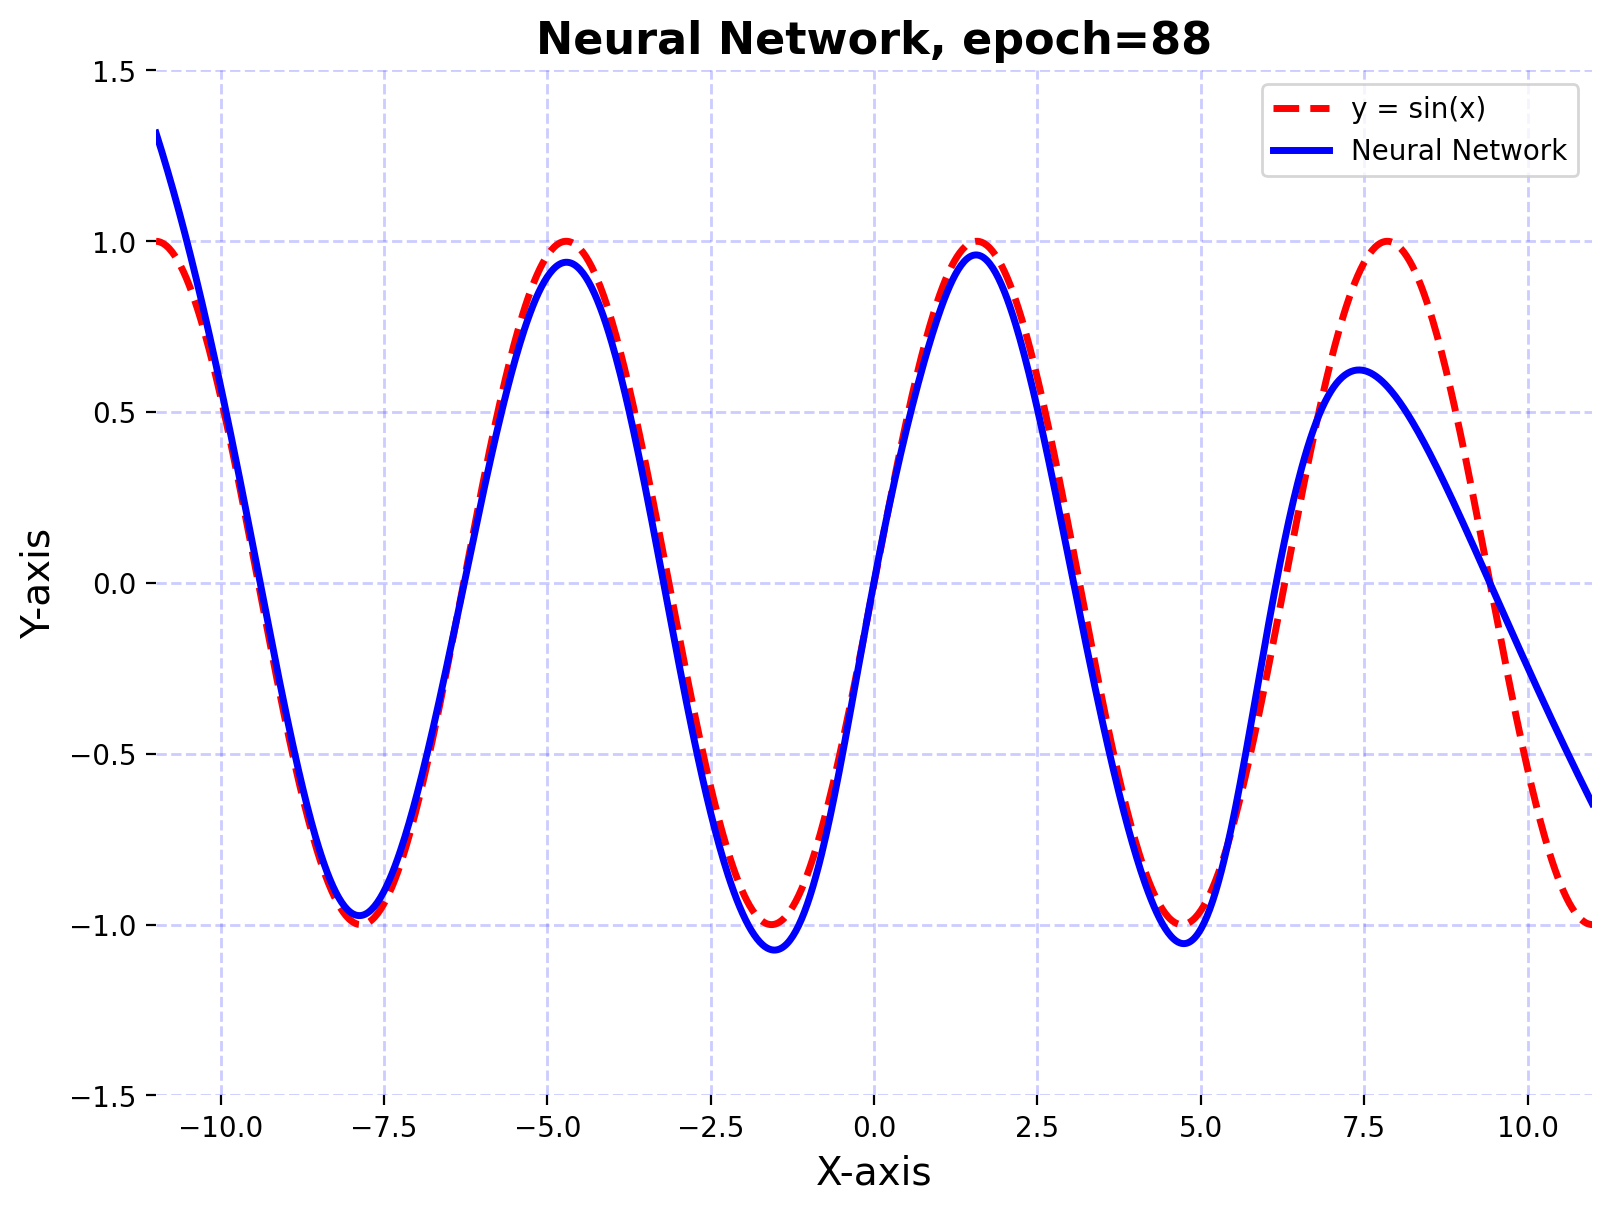 Neural Network, epoch=88
y = sin(x)
Neural Network
1.5
1.0
0.5
0.0
−0.5
−1.0
−1.5
Y-axis
−10.0 −7.5 −5.0 −2.5 0.0 2.5 5.0 7.5 10.0
X-axis